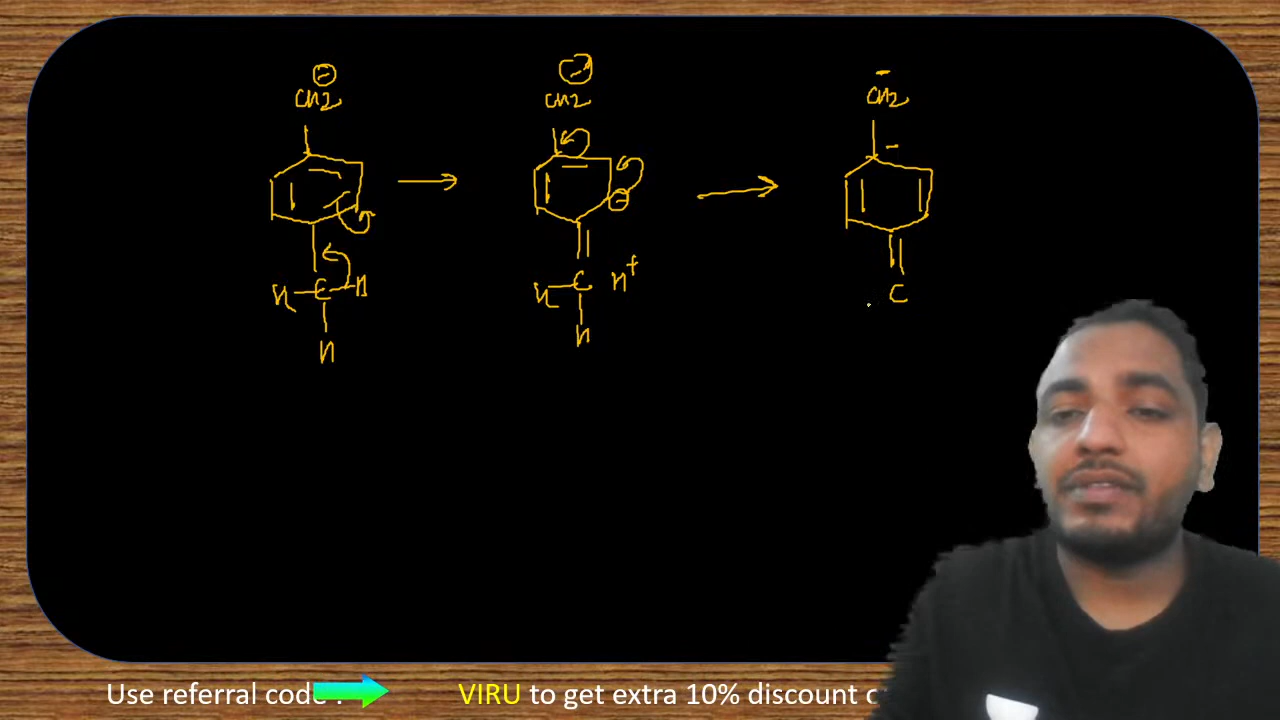 ⊖ ⊖ -
CH2 CH2 CH2
-
⊖
H C H H C H+ C
H H
Use referral code :
VIRU to get extra 10% discount